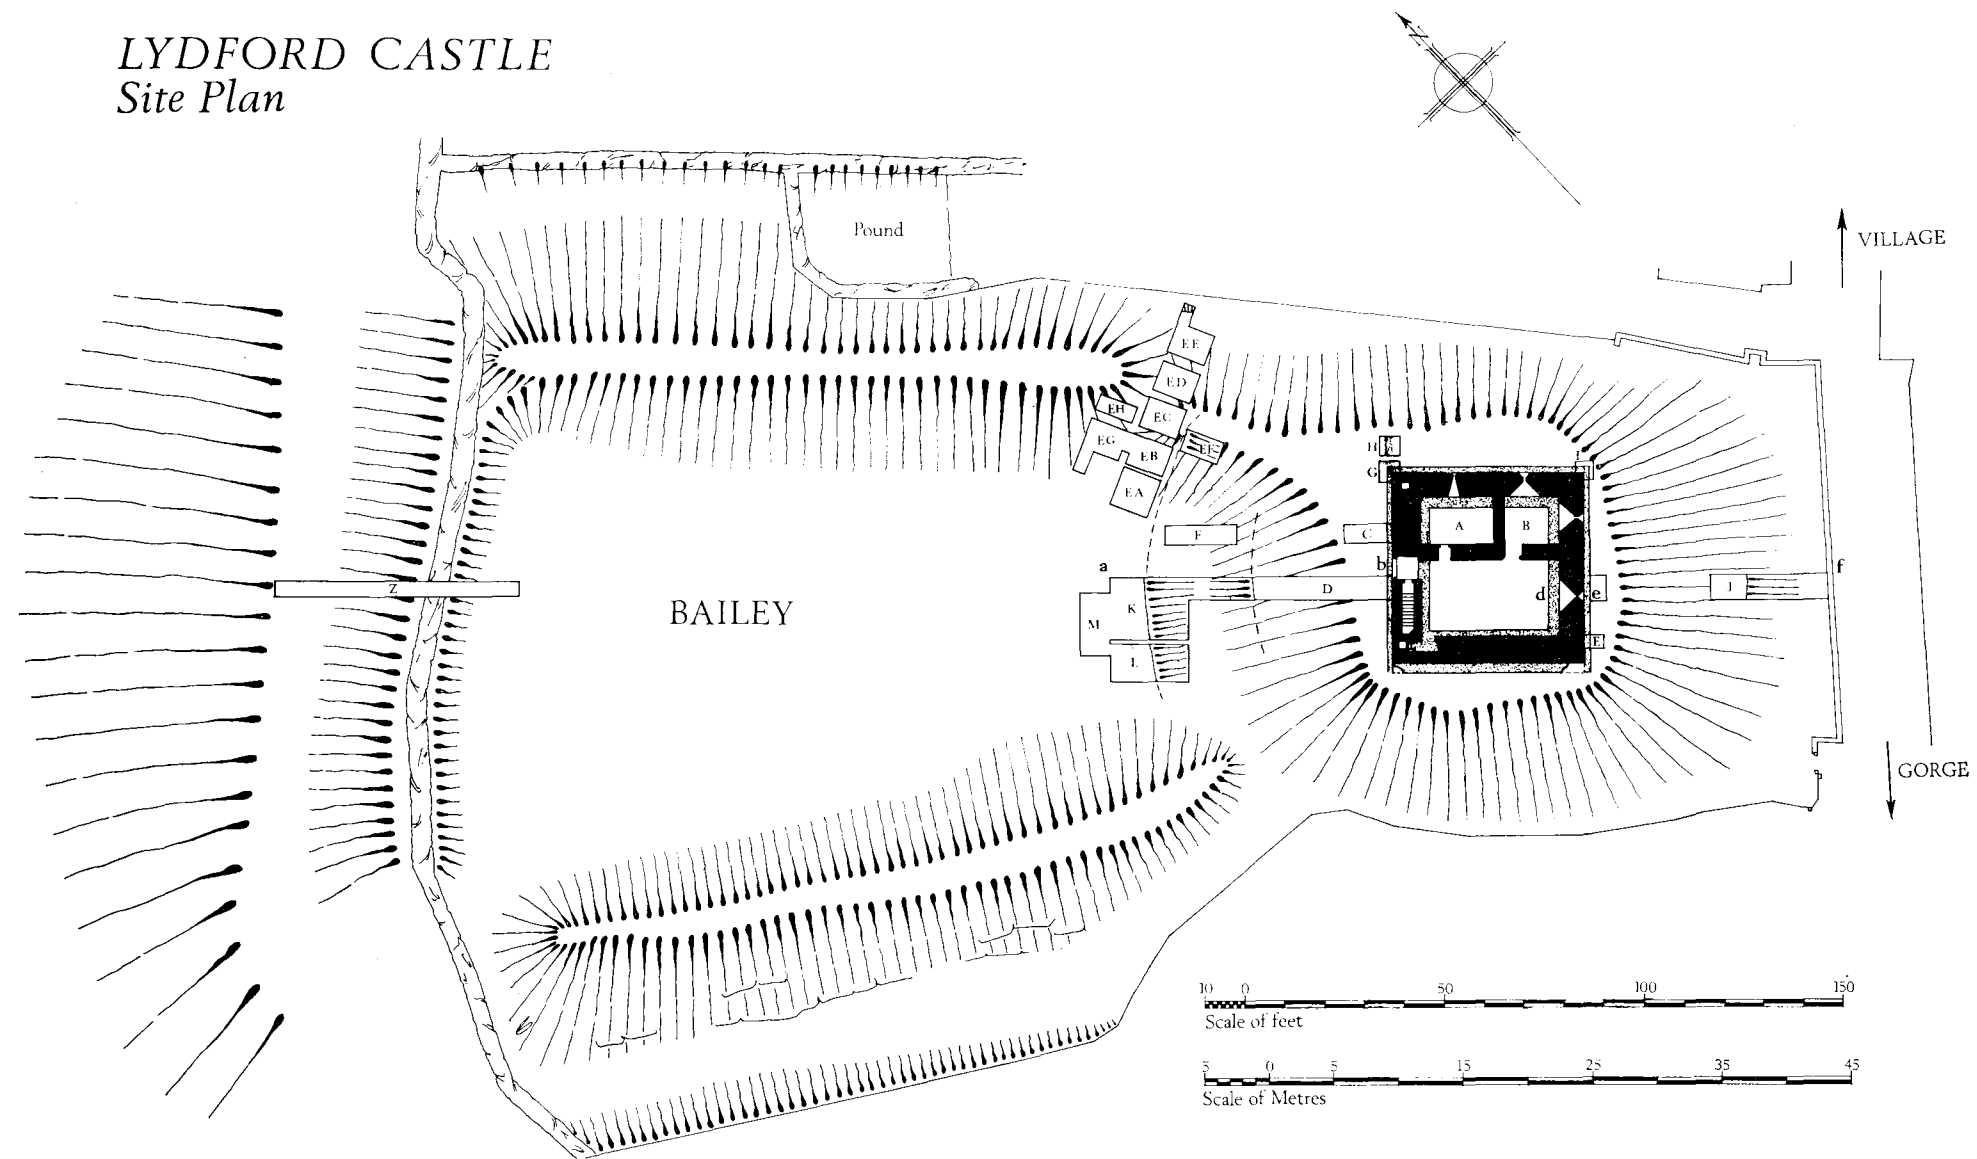 LYDFORD CASTLE
Site Plan
N
Pound
VILLAGE
EE
ED
EH
EC
EG
EB
EF
EA
H
G
I
F
C
A
B
a
b
f
Z
BAILEY
K
D
d
e
J
M
L
E
GORGE
10 0 50 100 150
Scale of feet
5 0 5 15 25 35 45
Scale of Metres